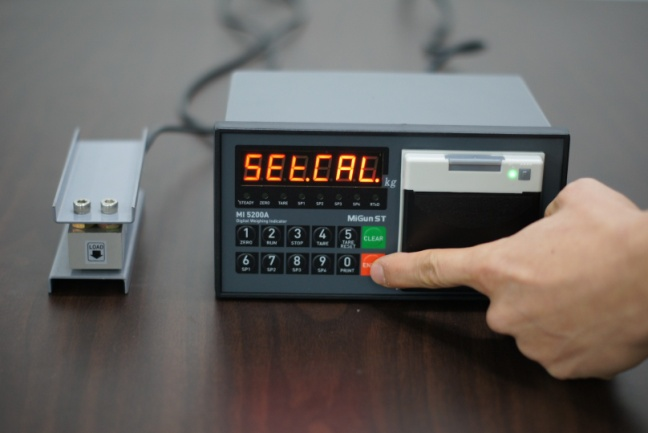 SEt.CAL.
kg
STEADY ZERO TARE SP1 SP2 SP3 SP4 SP5 SP6
MI 5200A
Digital Weighing Indicator
MiGun ST
1 2 3 4 5 CLEAR
ZERO RUN STOP TARE TARE RESET
6 7 8 9 0
SP1 SP2 SP3 SP4 PRINT
LOAD